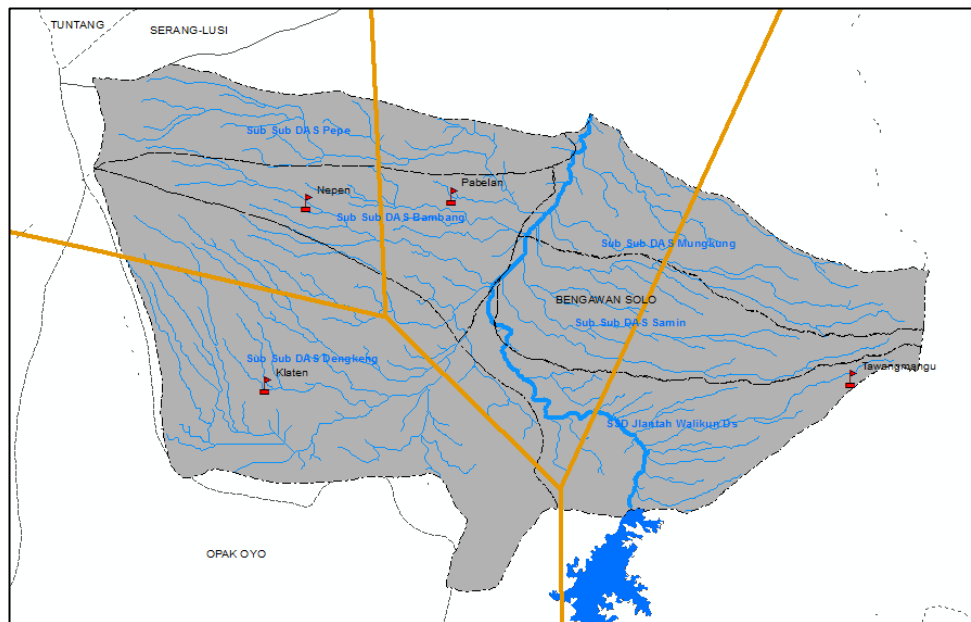 TUNTANG
SERANG-LUSI
Sub Sub DAS Pepe
Nepen
Pabelan
Sub Sub DAS Bambang
Sub Sub DAS Mungkung
BENGAWAN SOLO
Sub Sub DAS Samin
Sub Sub DAS Dengkeng
Klaten
Tawangmangu
SSD Jlantah Walikun Ds
OPAK OYO